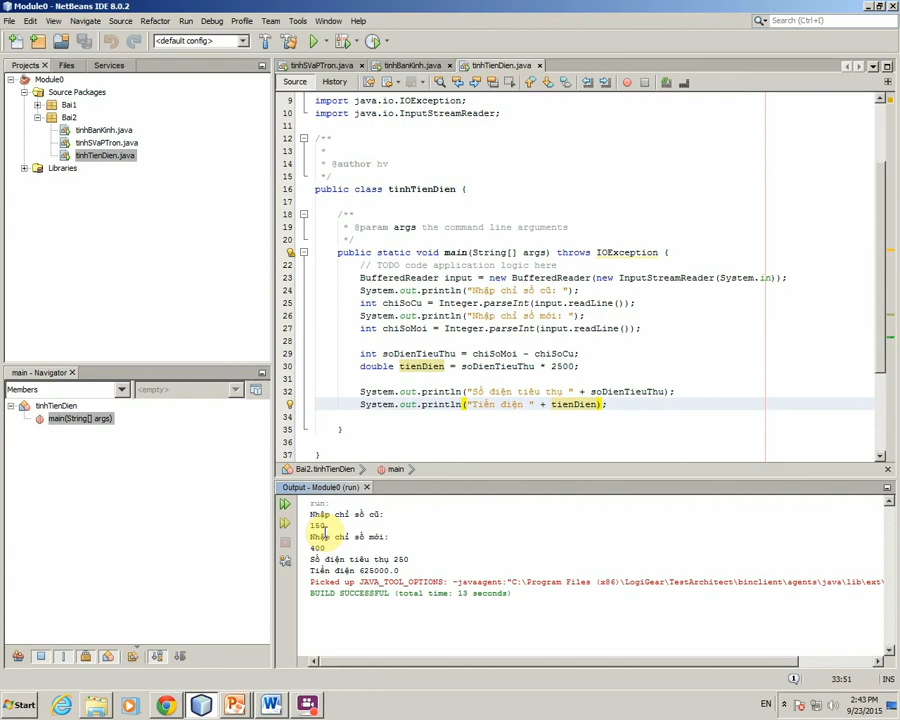 Module0 - NetBeans IDE 8.0.2
File Edit View Navigate Source Refactor Run Debug Profile Team Tools Window Help
Search (Ctrl+I)
<default config>
Projects Files Services
Module0
Source Packages
Bai1
Bai2
tinhBanKinh.java
tinhSVaPTron.java
tinhTienDien.java
Libraries
main - Navigator
Members <empty>
tinhTienDien
main(String[] args)
tinhSVaPTron.java tinhBanKinh.java tinhTienDien.java
Source History
9 import java.io.IOException;
10 import java.io.InputStreamReader;
11
12 /**
13 *
14 * @author hv
15 */
16 public class tinhTienDien {
17
18 /**
19 * @param args the command line arguments
20 */
public static void main(String[] args) throws IOException {
22 // TODO code application logic here
23 BufferedReader input = new BufferedReader(new InputStreamReader(System.in));
24 System.out.println("Nhập chỉ số cũ: ");
25 int chiSoCu = Integer.parseInt(input.readLine());
26 System.out.println("Nhập chỉ số mới: ");
27 int chiSoMoi = Integer.parseInt(input.readLine());
28
29 int soDienTieuThu = chiSoMoi - chiSoCu;
30 double tienDien = soDienTieuThu * 2500;
31
32 System.out.println("Số điện tiêu thụ " + soDienTieuThu);
System.out.println("Tiền điện " + tienDien);
34
35 }
36
37 }
Bai2.tinhTienDien main
Output - Module0 (run)
run:
Nhập chỉ số cũ:
150
Nhập chỉ số mới:
400
Số điện tiêu thụ 250
Tiền điện 625000.0
Picked up JAVA_TOOL_OPTIONS: -javaagent:"C:\Program Files (x86)\LogiGear\TestArchitect\binclient\agents\java\lib\ext\
BUILD SUCCESSFUL (total time: 13 seconds)
33:51 INS
Start
EN
2:43 PM
9/23/2015